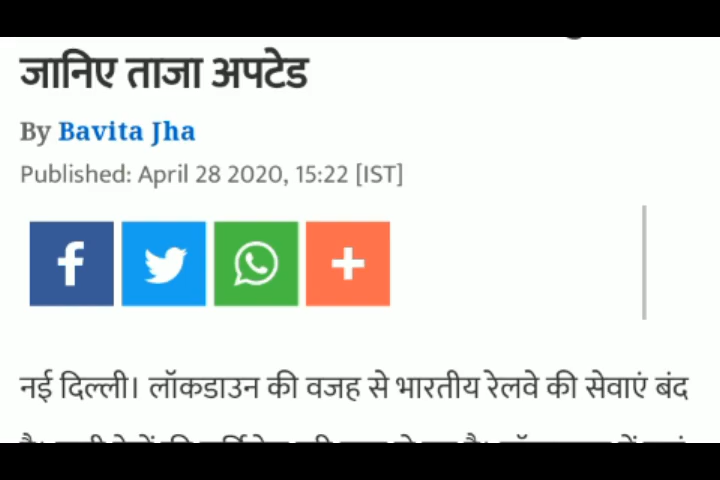 जानिए ताजा अपटेड
By Bavita Jha
Published: April 28 2020, 15:22 [IST]
नई दिल्ली। लॉकडाउन की वजह से भारतीय रेलवे की सेवाएं बंद